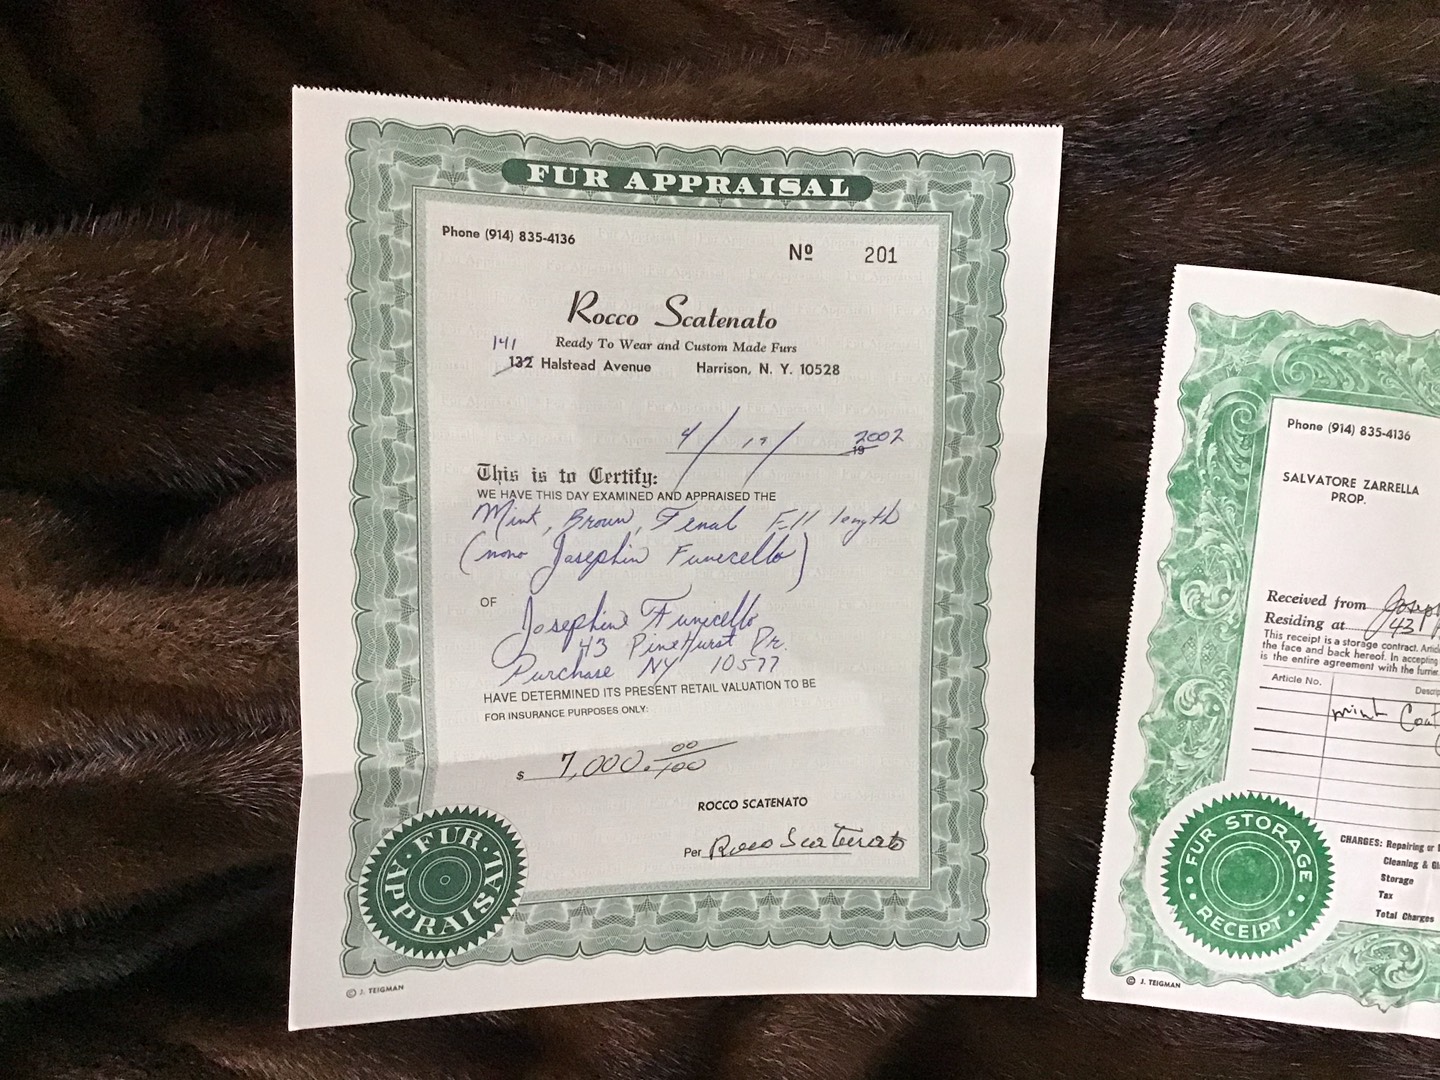 FUR APPRAISAL
Phone (914) 835-4136
Nº 201
Rocco Scatenato
Ready To Wear and Custom Made Furs
141
132 Halstead Avenue Harrison, N. Y. 10528
4/17/2002
19
This is to Certify:
WE HAVE THIS DAY EXAMINED AND APPRAISED THE
Mink, Brown, Femal Full length
(mono Josephin Funicello)
OF
Josephine Funicello
43 PineHurst Dr.
Purchase NY 10577
HAVE DETERMINED ITS PRESENT RETAIL VALUATION TO BE
FOR INSURANCE PURPOSES ONLY:
$ 7,000.00/100
ROCCO SCATENATO
Per Rocco Scatenato
FUR APPRAISAL
© J. TEIGMAN
Phone (914) 835-4136
SALVATORE ZARRELLA
PROP.
Received from Josep
Residing at 43
This receipt is a storage contract. Artic
the face and back hereof. In accepting
is the entire agreement with the furrier
Article No. Descrip
mink Coat
CHARGES: Repairing or
Cleaning & Gl
Storage
Tax
Total Charges
FUR STORAGE
RECEIPT
© J. TEIGMAN